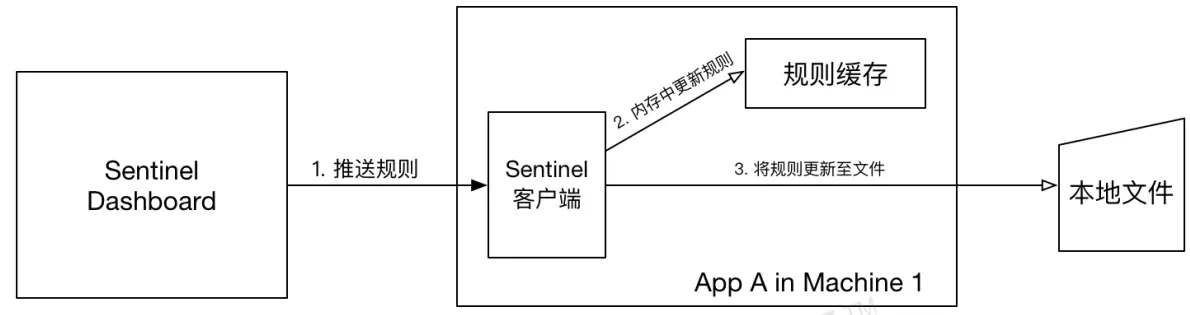 Sentinel
Dashboard
1. 推送规则
Sentinel
客户端
2. 内存中更新规则
规则缓存
3. 将规则更新至文件
本地文件
App A in Machine 1
TM